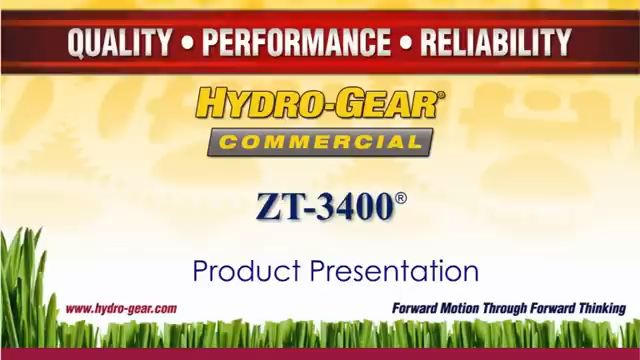 QUALITY • PERFORMANCE • RELIABILITY
HYDRO-GEAR®
COMMERCIAL
ZT-3400®
Product Presentation
www.hydro-gear.com
Forward Motion Through Forward Thinking